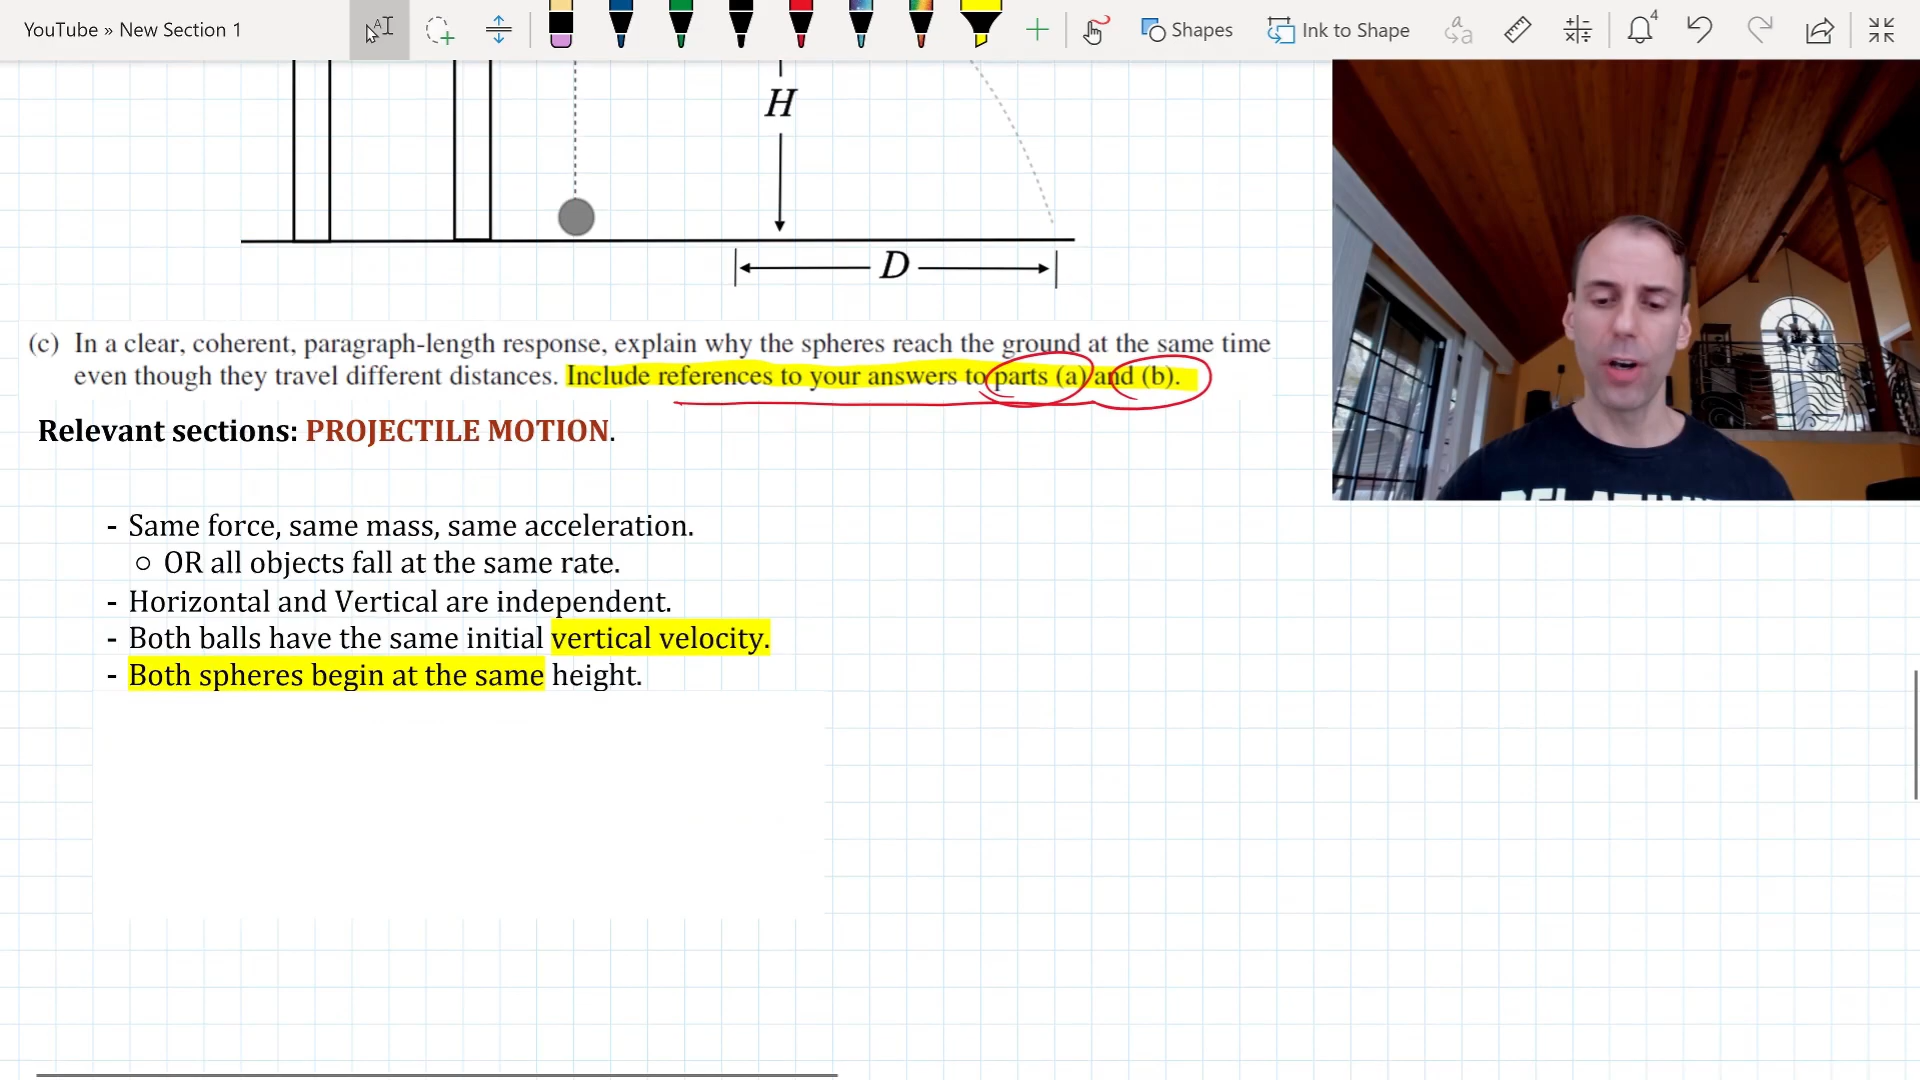 YouTube » New Section 1
Shapes
Ink to Shape
4
H
D
(c) In a clear, coherent, paragraph-length response, explain why the spheres reach the ground at the same time
even though they travel different distances. Include references to your answers to parts (a) and (b).
Relevant sections: PROJECTILE MOTION.
- Same force, same mass, same acceleration.
○ OR all objects fall at the same rate.
- Horizontal and Vertical are independent.
- Both balls have the same initial vertical velocity.
- Both spheres begin at the same height.